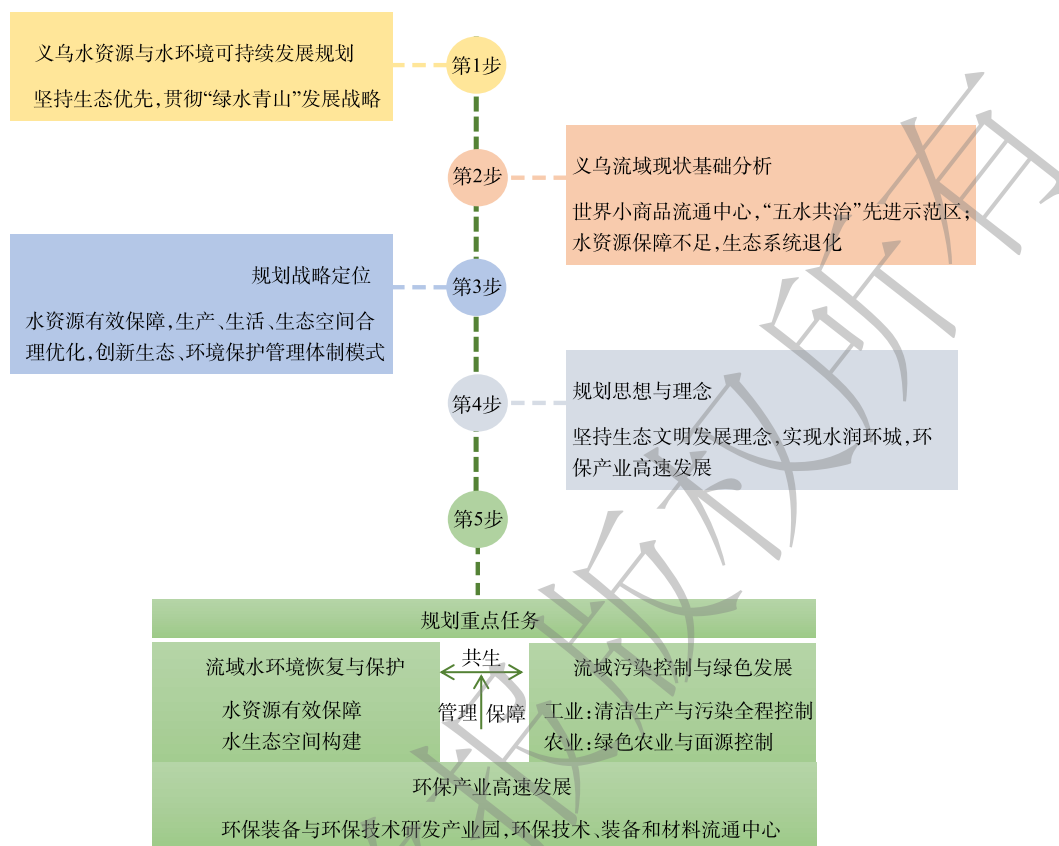 义乌水资源与水环境可持续发展规划
坚持生态优先,贯彻“绿水青山”发展战略
第1步
第2步
义乌流域现状基础分析
世界小商品流通中心,“五水共治”先进示范区;
水资源保障不足,生态系统退化
规划战略定位
水资源有效保障,生产、生活、生态空间合
理优化,创新生态、环境保护管理体制模式
第3步
第4步
规划思想与理念
坚持生态文明发展理念,实现水润环城,环
保产业高速发展
第5步
规划重点任务
流域水环境恢复与保护
水资源有效保障
水生态空间构建
共生
管理 保障
流域污染控制与绿色发展
工业:清洁生产与污染全程控制
农业:绿色农业与面源控制
环保产业高速发展
环保装备与环保技术研发产业园,环保技术、装备和材料流通中心
报版权所有